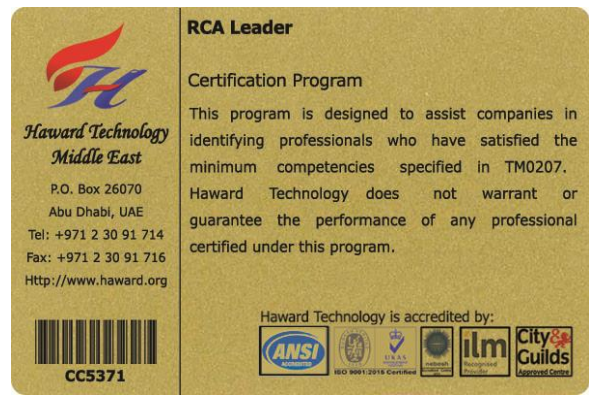 RCA Leader
Certification Program
This program is designed to assist companies in
identifying professionals who have satisfied the
minimum competencies specified in TM0207.
Haward Technology does not warrant or
guarantee the performance of any professional
certified under this program.
Haward Technology
Middle East
P.O. Box 26070
Abu Dhabi, UAE
Tel: +971 2 30 91 714
Fax: +971 2 30 91 716
Http://www.haward.org
CC5371
Haward Technology is accredited by:
ANSI
ACCREDITED
UKAS
ISO 9001:2015 Certified
nebosh
ilm
Recognised
Provider
City&
Guilds
Approved Centre